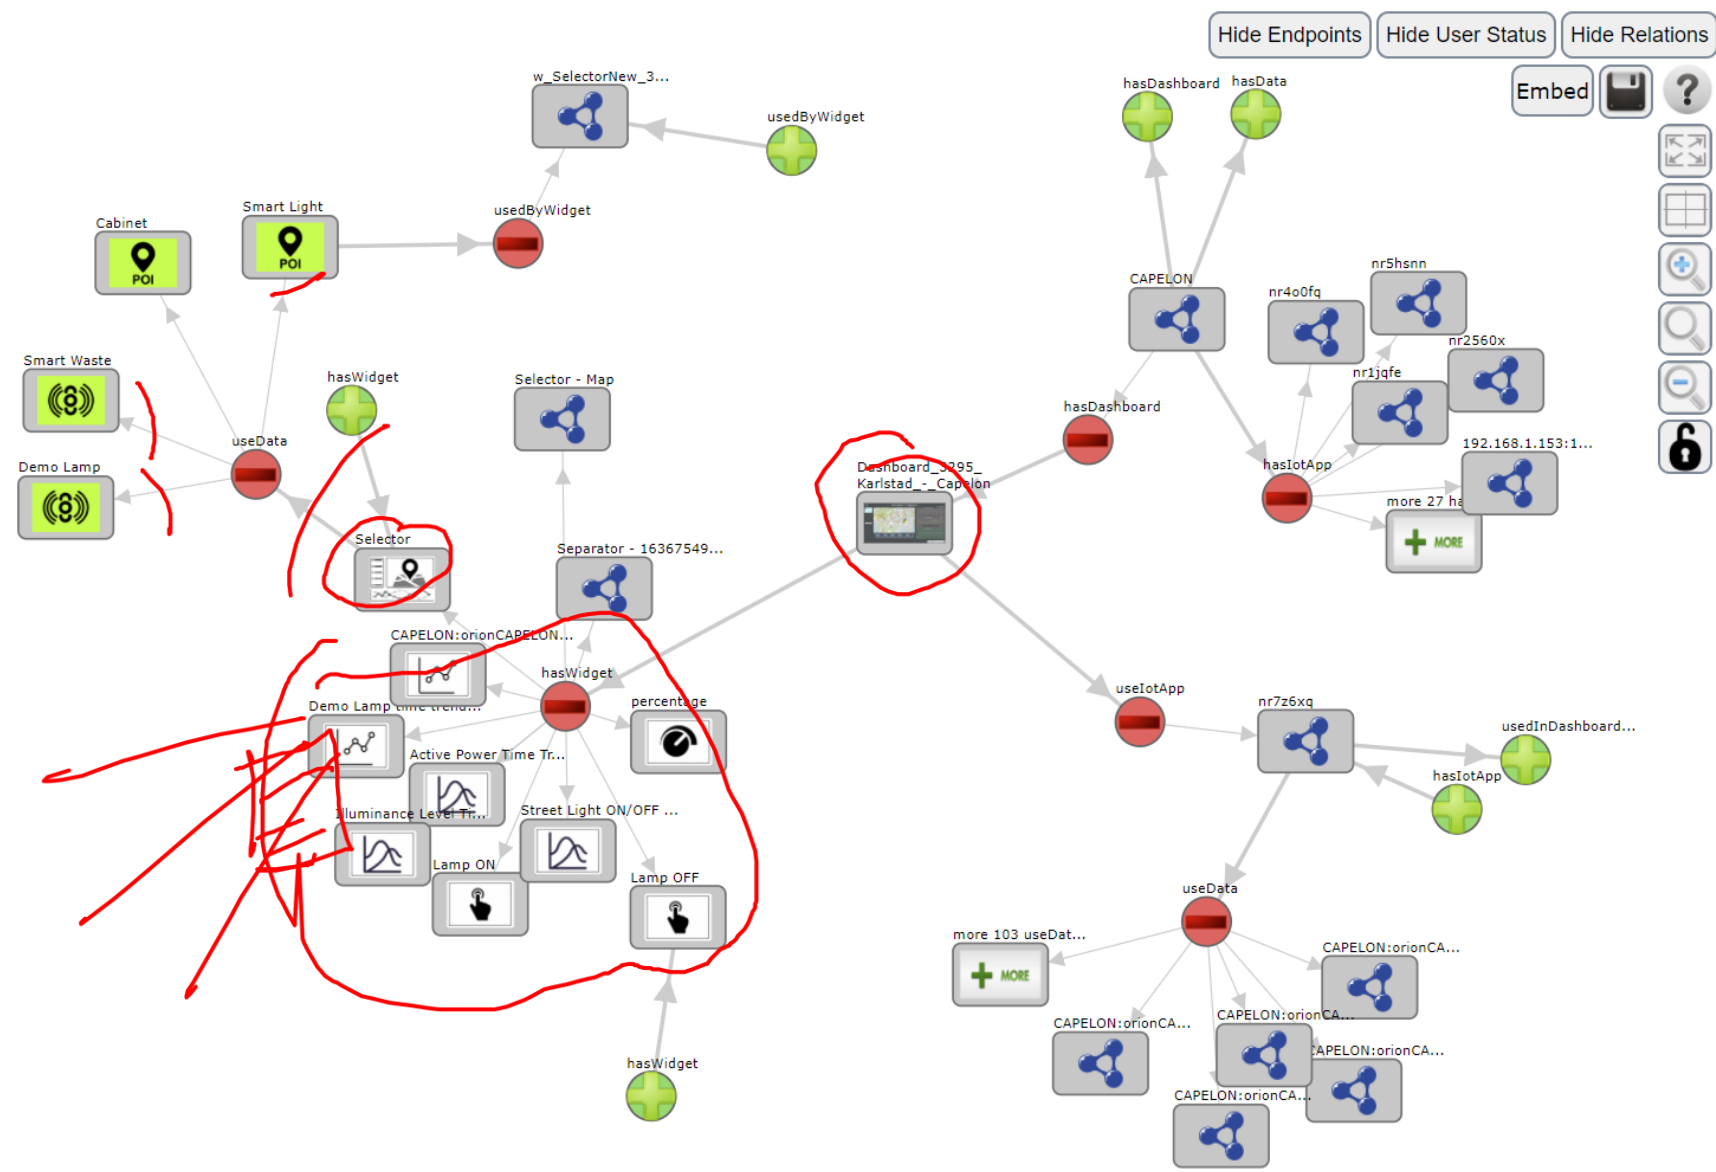 Hide Endpoints
Hide User Status
Hide Relations
Embed
?
w_SelectorNew_3...
usedByWidget
hasDashboard
hasData
Smart Light
POI
usedByWidget
Cabinet
POI
CAPELON
nr5hsnn
nr4o0fq
nr2560x
nr1jqfe
Smart Waste
hasWidget
Selector - Map
hasDashboard
useData
Demo Lamp
192.168.1.153:1...
hasIotApp
Dashboard_3295_
Karlstad_-_Capelon
more 27 ha
MORE
Selector
Separator - 16367549...
CAPELON:orionCAPELON...
hasWidget
percentage
Demo Lamp time trend...
Active Power Time Tr...
Illuminance Level Ti...
Street Light ON/OFF ...
Lamp ON
Lamp OFF
useIotApp
nr7z6xq
usedInDashboard...
hasIotApp
useData
more 103 useDat...
MORE
CAPELON:orionCA...
CAPELON:orionCA...
CAPELON:orionCA...
CAPELON:orionCA...
CAPELON:orionCA...
hasWidget